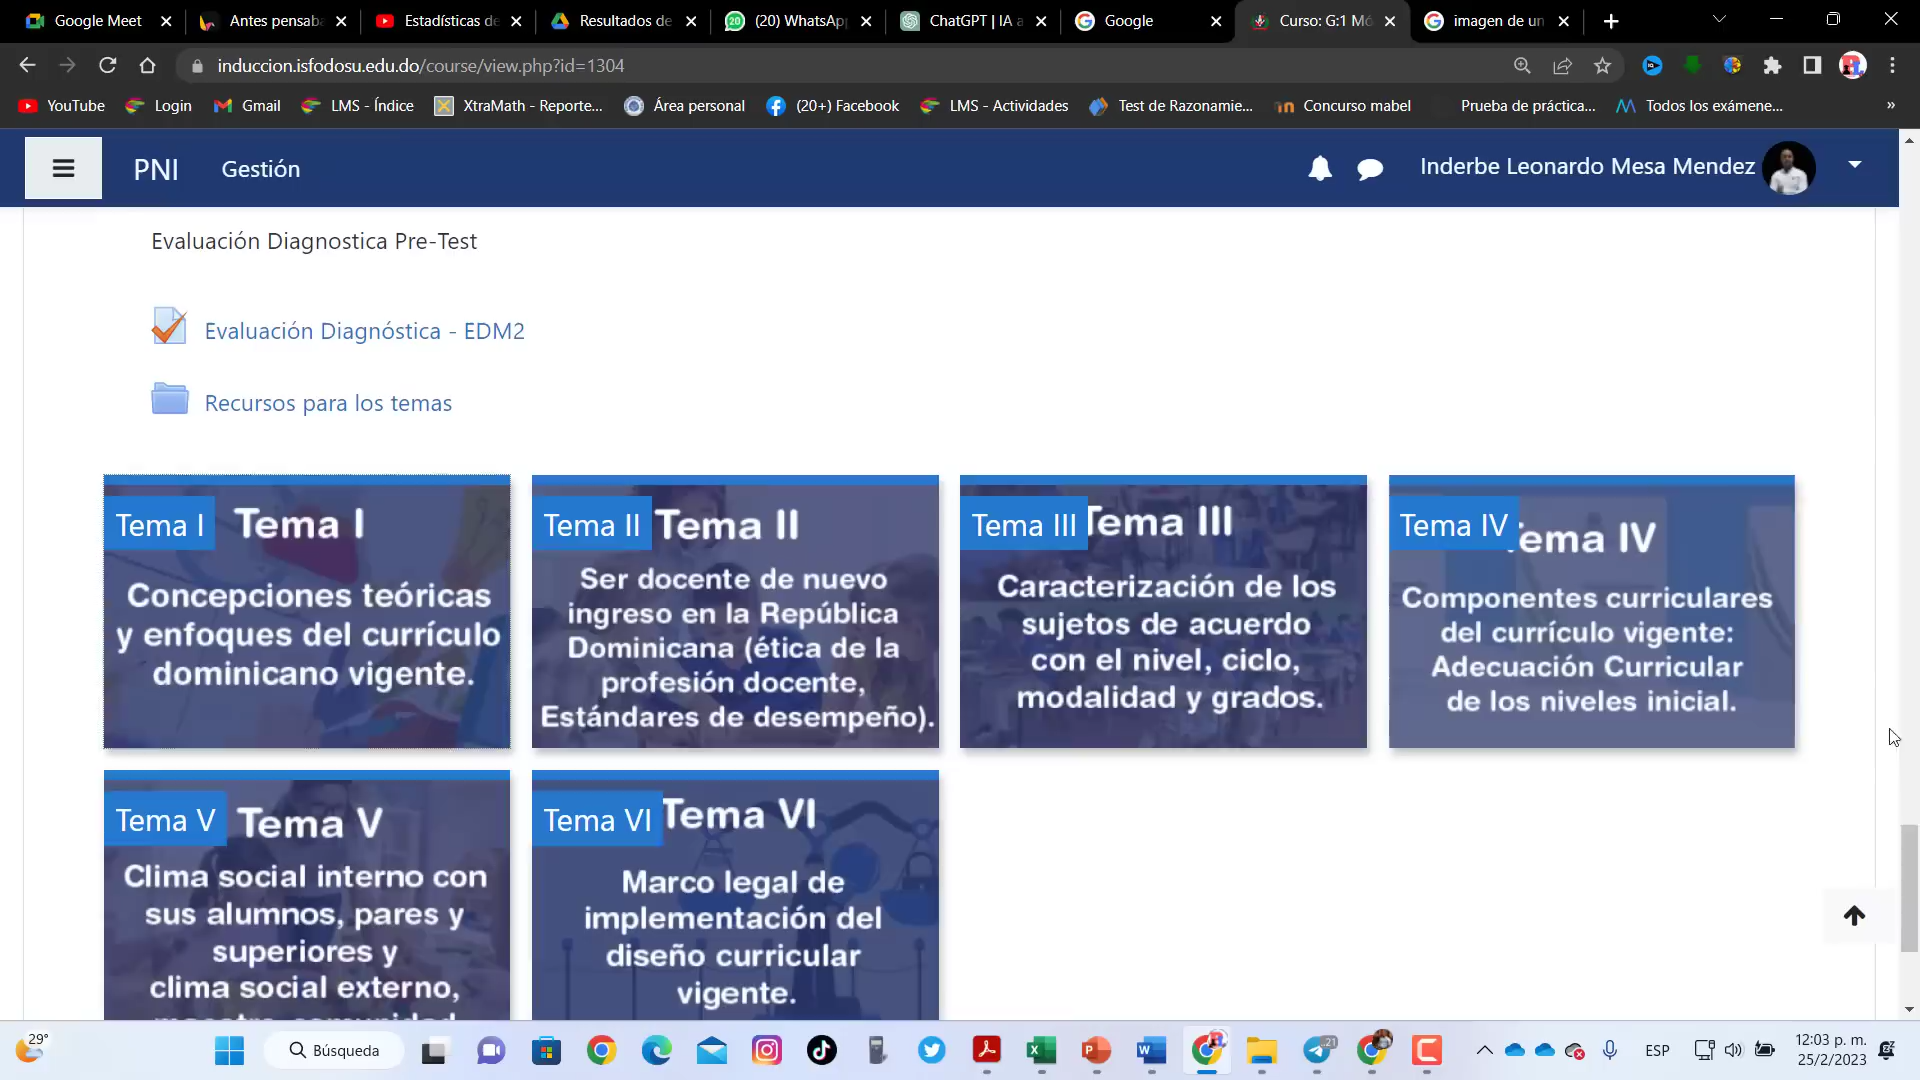 Google Meet
Antes pensab
Estadísticas de
Resultados de
(20) WhatsAp
ChatGPT | IA a
Google
Curso: G:1 Mó
imagen de un
induccion.isfodosu.edu.do/course/view.php?id=1304
YouTube
Login
Gmail
LMS - Índice
XtraMath - Reporte...
Área personal
(20+) Facebook
LMS - Actividades
Test de Razonamie...
Concurso mabel
Prueba de práctica...
Todos los exámene...
»
PNI
Gestión
Inderbe Leonardo Mesa Mendez
Evaluación Diagnostica Pre-Test
Evaluación Diagnóstica - EDM2
Recursos para los temas
Tema I
Tema I
Concepciones teóricas
y enfoques del currículo
dominicano vigente.
Tema II
Tema II
Ser docente de nuevo
ingreso en la República
Dominicana (ética de la
profesión docente,
Estándares de desempeño).
Tema III
Tema III
Caracterización de los
sujetos de acuerdo
con el nivel, ciclo,
modalidad y grados.
Tema IV
ema IV
Componentes curriculares
del currículo vigente:
Adecuación Curricular
de los niveles inicial.
Tema V
Tema V
Clima social interno con
sus alumnos, pares y
superiores y
clima social externo,
Tema VI
Tema VI
Marco legal de
implementación del
diseño curricular
vigente.
29°
Búsqueda
21
ESP
12:03 p. m.
25/2/2023